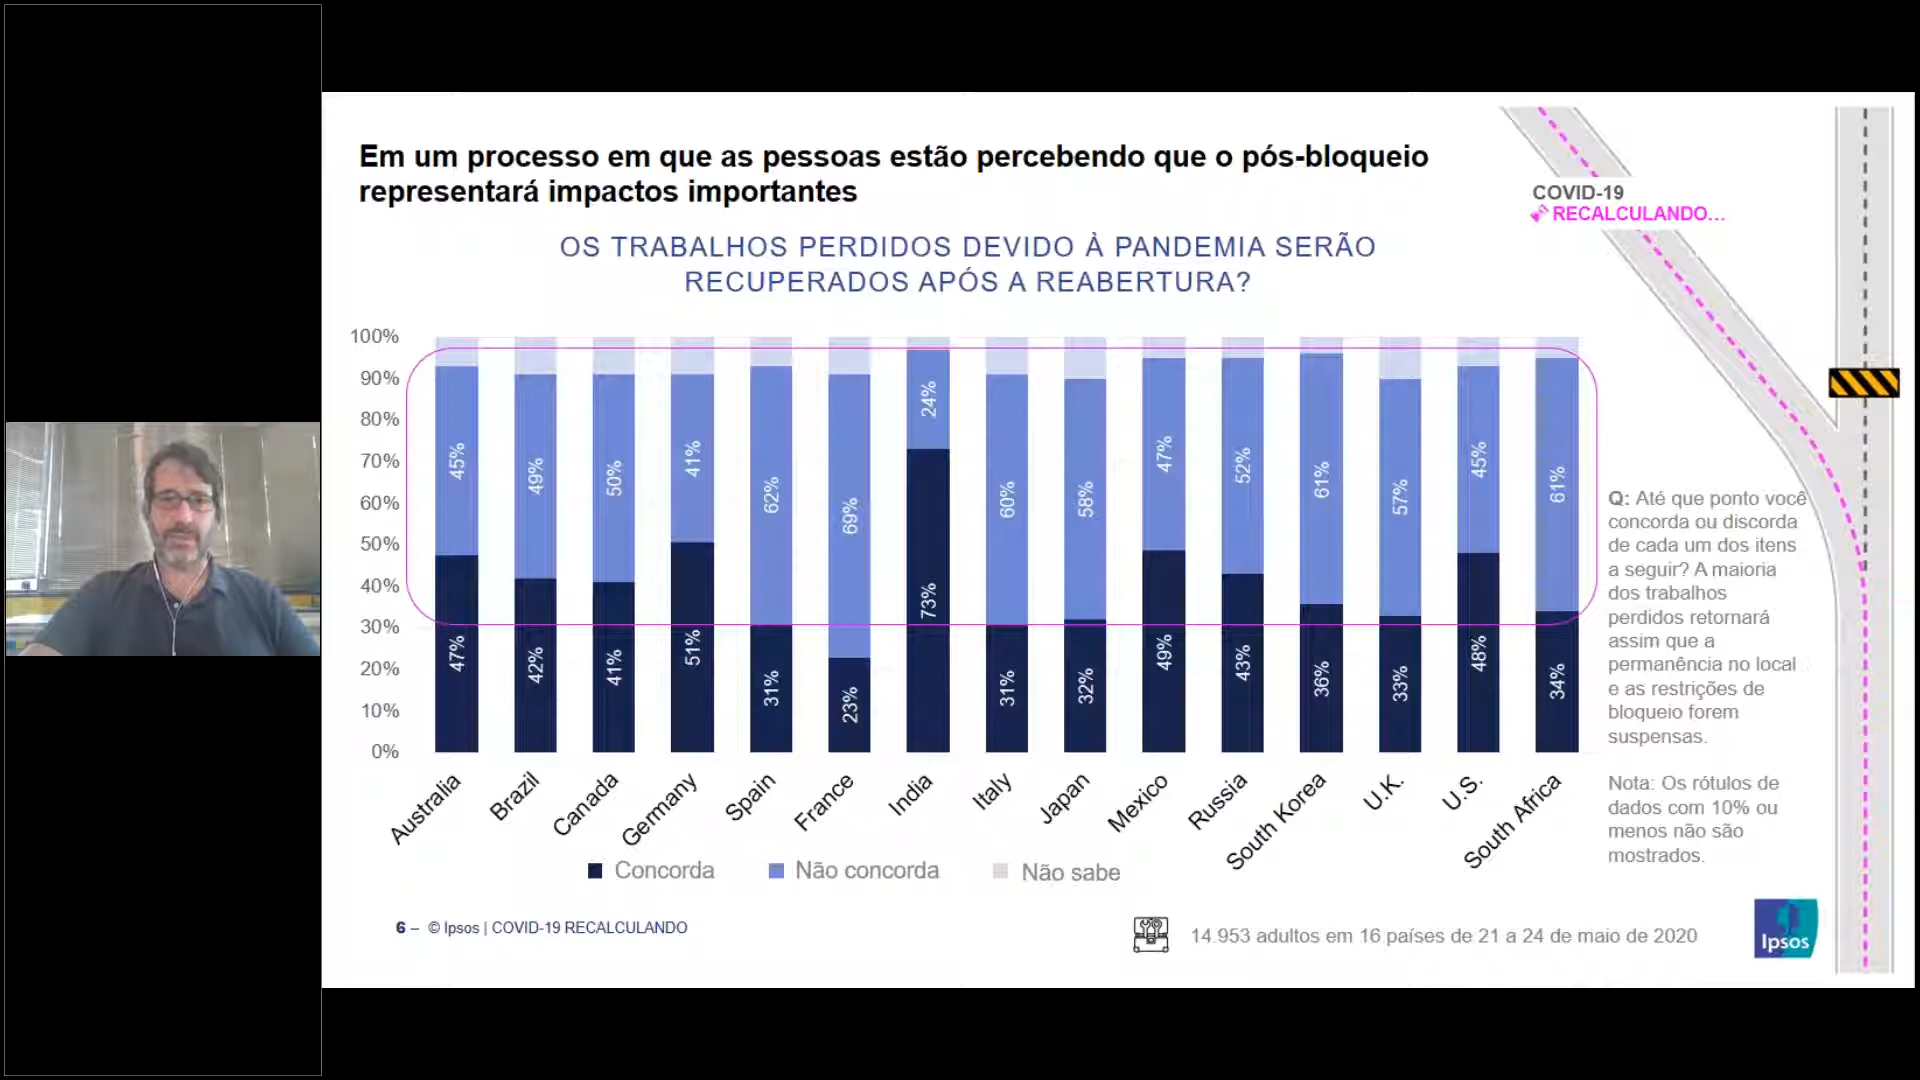 Em um processo em que as pessoas estão percebendo que o pós-bloqueio
representará impactos importantes
COVID-19
RECALCULANDO...
OS TRABALHOS PERDIDOS DEVIDO À PANDEMIA SERÃO
RECUPERADOS APÓS A REABERTURA?
100%
90%
80%
70%
60%
50%
40%
30%
20%
10%
0%
45% 49% 50% 41% 62% 69% 24% 60% 58% 47% 52% 61% 57% 45% 61%
47% 42% 41% 51% 31% 23% 73% 31% 32% 49% 43% 36% 33% 48% 34%
Australia Brazil Canada Germany Spain France India Italy Japan Mexico Russia South Korea U.K. U.S. South Africa
Concorda Não concorda Não sabe
Q: Até que ponto você
concorda ou discorda
de cada um dos itens
a seguir? A maioria
dos trabalhos
perdidos retornará
assim que a
permanência no local
e as restrições de
bloqueio forem
suspensas.
Nota: Os rótulos de
dados com 10% ou
menos não são
mostrados.
6 – © Ipsos | COVID-19 RECALCULANDO
14.953 adultos em 16 países de 21 a 24 de maio de 2020
Ipsos